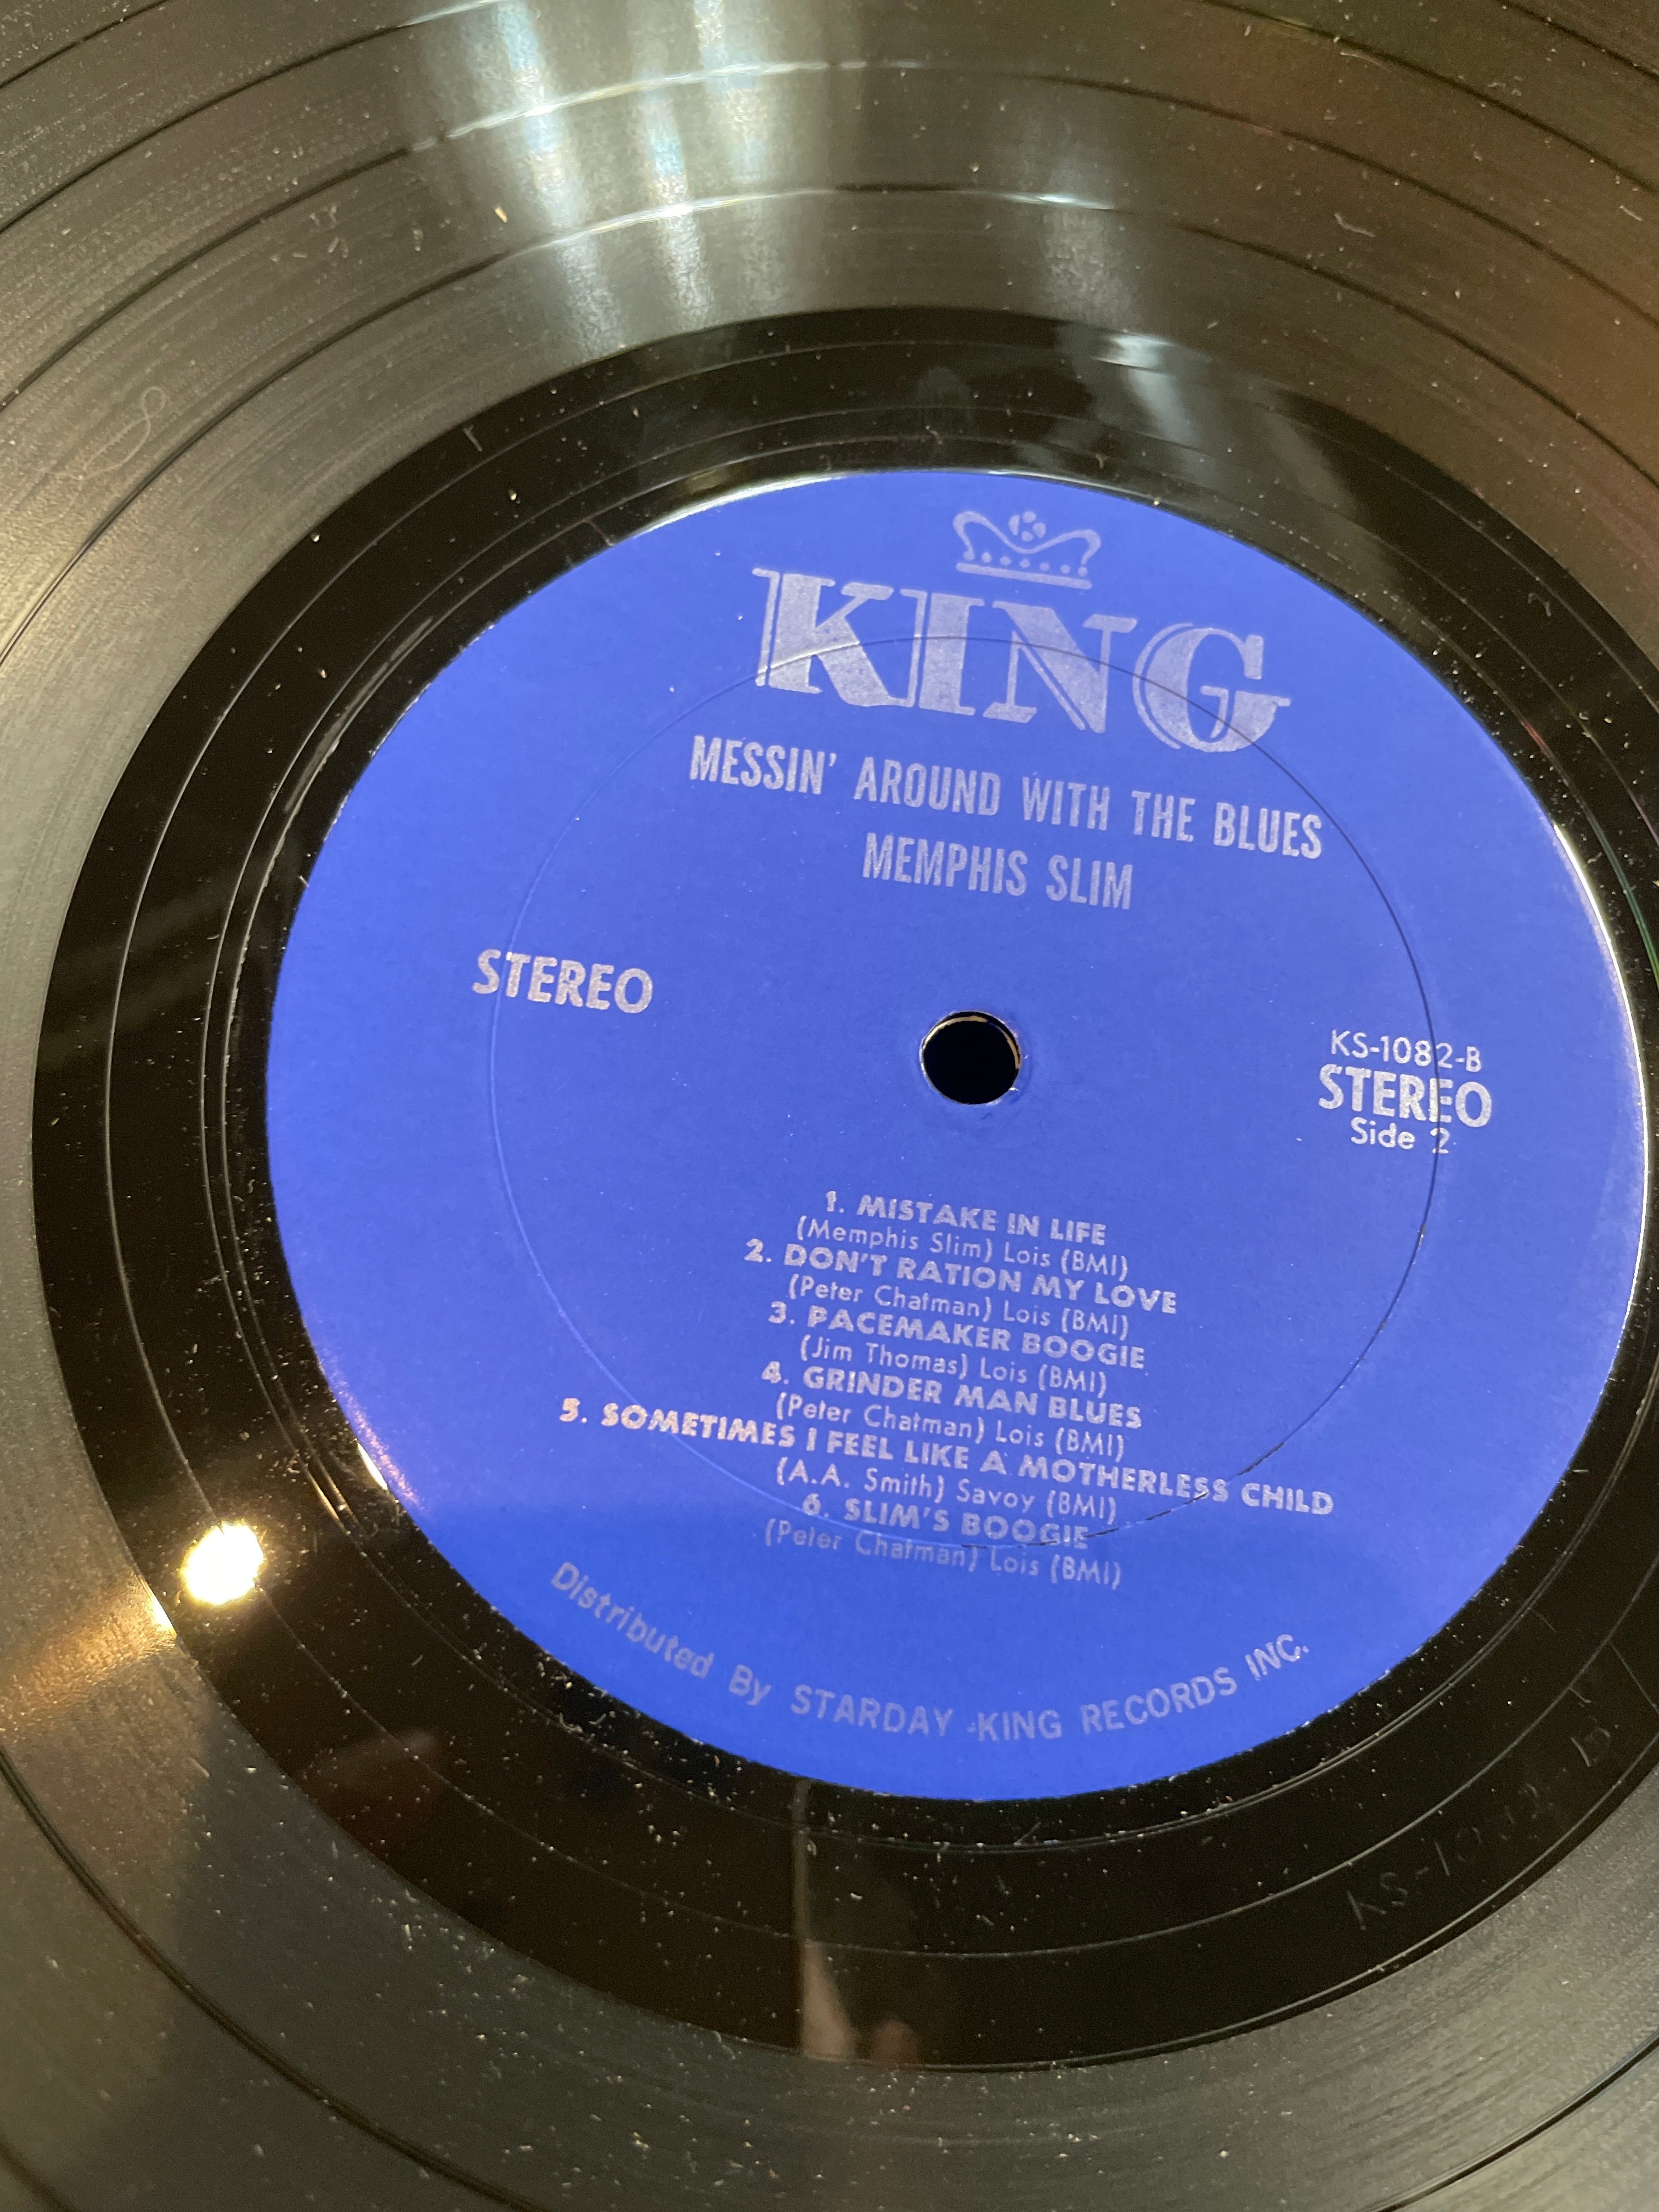 KING
MESSIN' AROUND WITH THE BLUES
MEMPHIS SLIM
STEREO
KS-1082-B
STEREO
Side 2
1. MISTAKE IN LIFE
(Memphis Slim) Lois (BMI)
2. DON'T RATION MY LOVE
(Peter Chatman) Lois (BMI)
3. PACEMAKER BOOGIE
(Jim Thomas) Lois (BMI)
4. GRINDER MAN BLUES
(Peter Chatman) Lois (BMI)
5. SOMETIMES I FEEL LIKE A MOTHERLESS CHILD
(A.A. Smith) Savoy (BMI)
6. SLIM'S BOOGIE
(Peter Chatman) Lois (BMI)
Distributed By STARDAY-KING RECORDS INC.